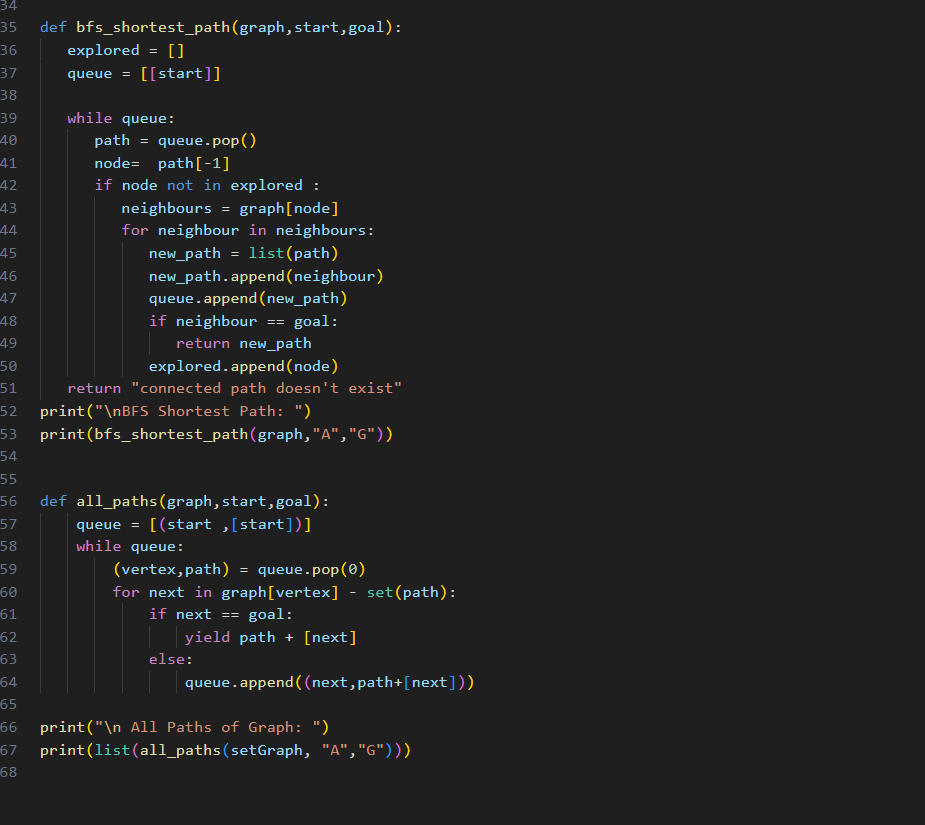 34
35 def bfs_shortest_path(graph,start,goal):
36    explored = []
37    queue = [[start]]
38
39    while queue:
40       path = queue.pop()
41       node=  path[-1]
42       if node not in explored :
43          neighbours = graph[node]
44          for neighbour in neighbours:
45             new_path = list(path)
46             new_path.append(neighbour)
47             queue.append(new_path)
48             if neighbour == goal:
49                return new_path
50             explored.append(node)
51    return "connected path doesn't exist"
52 print("\nBFS Shortest Path: ")
53 print(bfs_shortest_path(graph,"A","G"))
54
55
56 def all_paths(graph,start,goal):
57     queue = [(start ,[start])]
58     while queue:
59         (vertex,path) = queue.pop(0)
60         for next in graph[vertex] - set(path):
61             if next == goal:
62                 yield path + [next]
63             else:
64                 queue.append((next,path+[next]))
65
66 print("\n All Paths of Graph: ")
67 print(list(all_paths(setGraph, "A","G")))
68